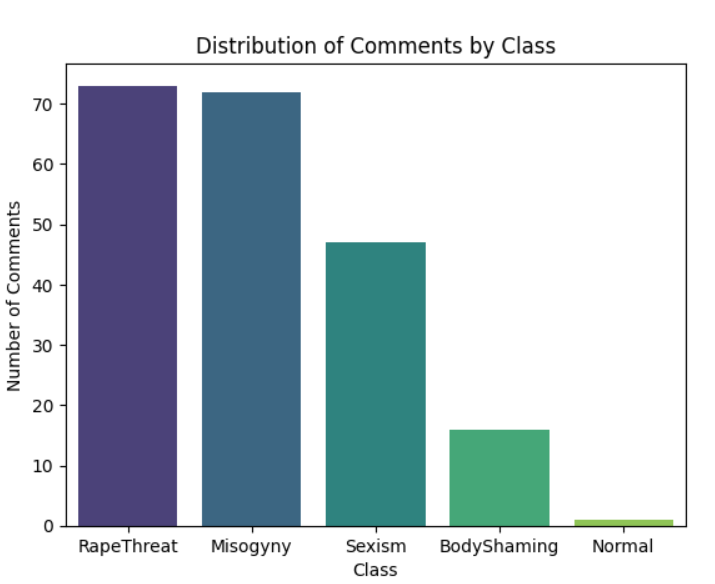 Distribution of Comments by Class
Number of Comments
70
60
50
40
30
20
10
0
RapeThreat Misogyny Sexism BodyShaming Normal
Class